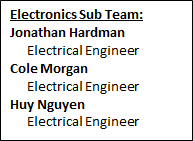 Electronics Sub Team:
Jonathan Hardman
Electrical Engineer
Cole Morgan
Electrical Engineer
Huy Nguyen
Electrical Engineer